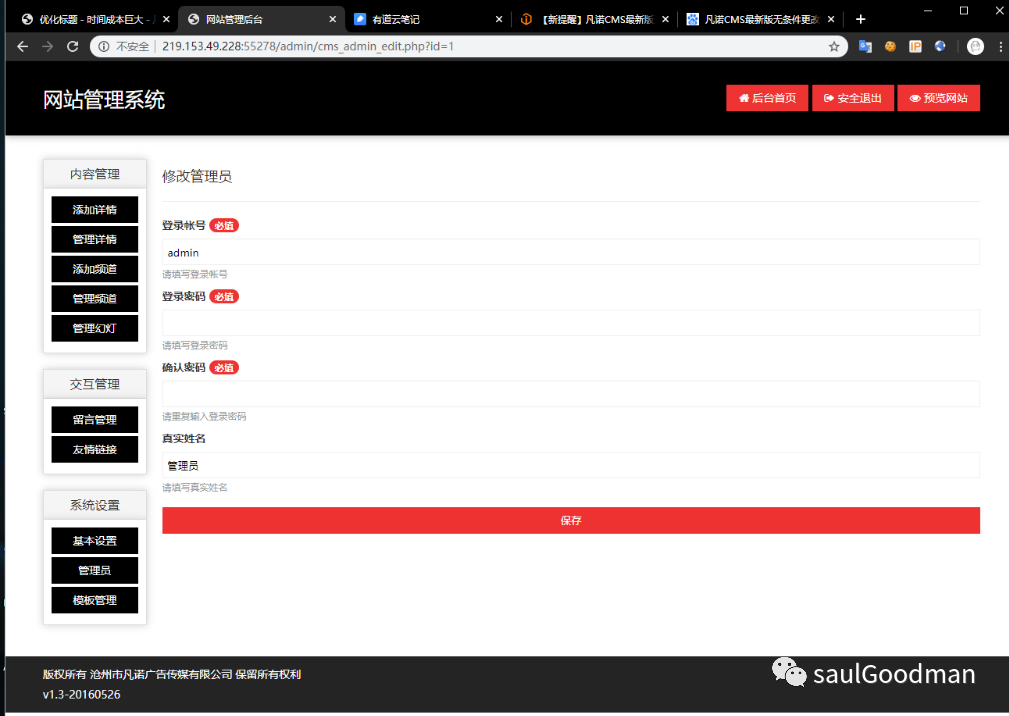 优化标题 - 时间成本巨大 -
网站管理后台
有道云笔记
【新提醒】凡诺CMS最新版
凡诺CMS最新版无条件更改
不安全
219.153.49.228:55278/admin/cms_admin_edit.php?id=1
IP
网站管理系统
后台首页
安全退出
预览网站
内容管理
添加详情
管理详情
添加频道
管理频道
管理幻灯
交互管理
留言管理
友情链接
系统设置
基本设置
管理员
模板管理
修改管理员
登录帐号 必填
admin
请填写登录帐号
登录密码 必填
请填写登录密码
确认密码 必填
请重复输入登录密码
真实姓名
管理员
请填写真实姓名
保存
版权所有 沧州市凡诺广告传媒有限公司 保留所有权利
v1.3-20160526
saulGoodman